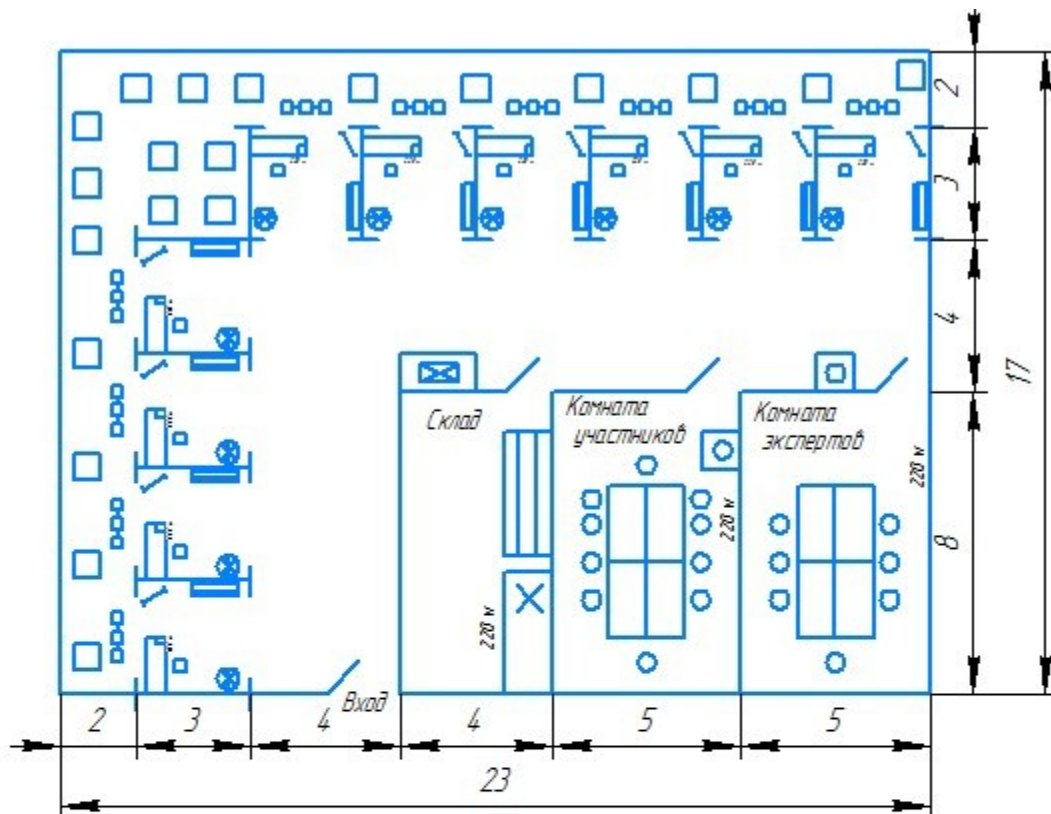 2
3
4
17
8
Склад
Комната
участников
Комната
экспертов
220 w
220 w
220 w
Вход
2
3
4
4
5
5
23